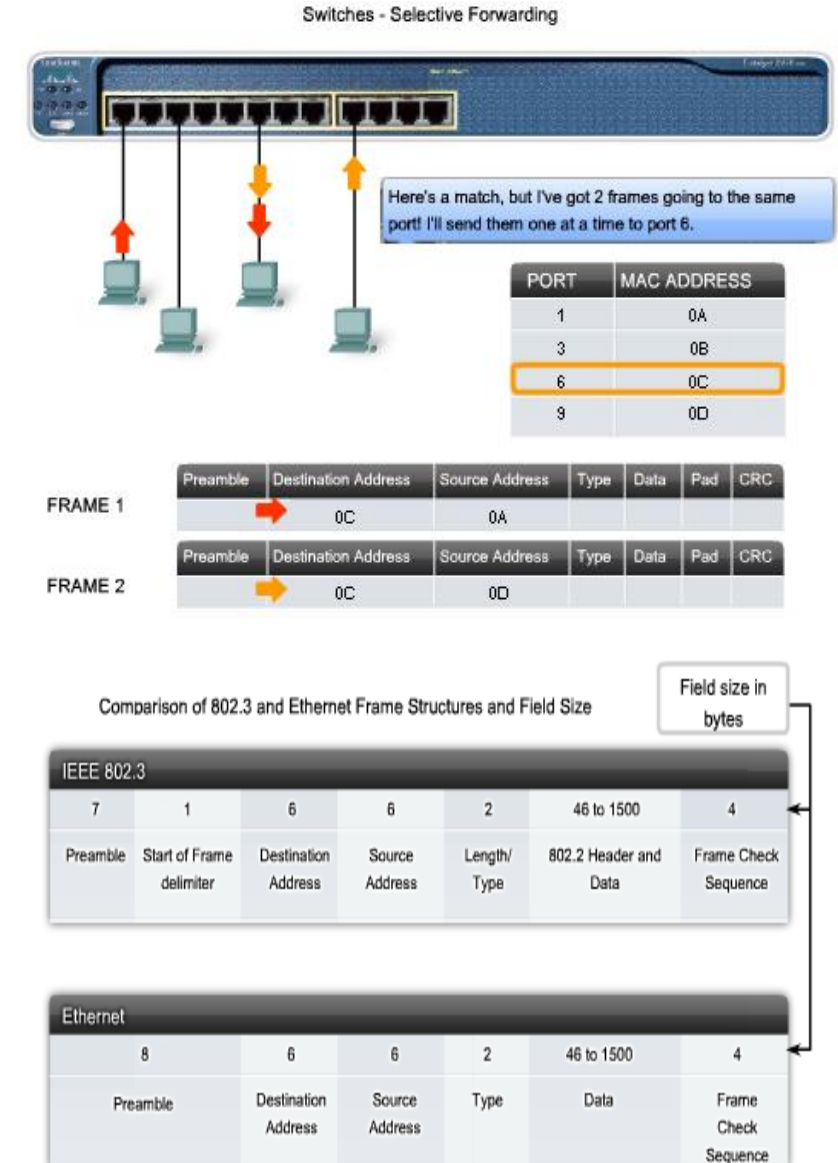 Switches - Selective Forwarding
Here's a match, but I've got 2 frames going to the same
port! I'll send them one at a time to port 6.
PORT MAC ADDRESS
1 0A
3 0B
6 0C
9 0D
Preamble Destination Address Source Address Type Data Pad CRC
FRAME 1
0C 0A
Preamble Destination Address Source Address Type Data Pad CRC
FRAME 2
0C 0D
Field size in
bytes
Comparison of 802.3 and Ethernet Frame Structures and Field Size
IEEE 802.3
7 1 6 6 2 46 to 1500 4
Preamble Start of Frame Destination Source Length/ 802.2 Header and Frame Check
delimiter Address Address Type Data Sequence
Ethernet
8 6 6 2 46 to 1500 4
Preamble Destination Source Type Data Frame
Address Address Check
Sequence